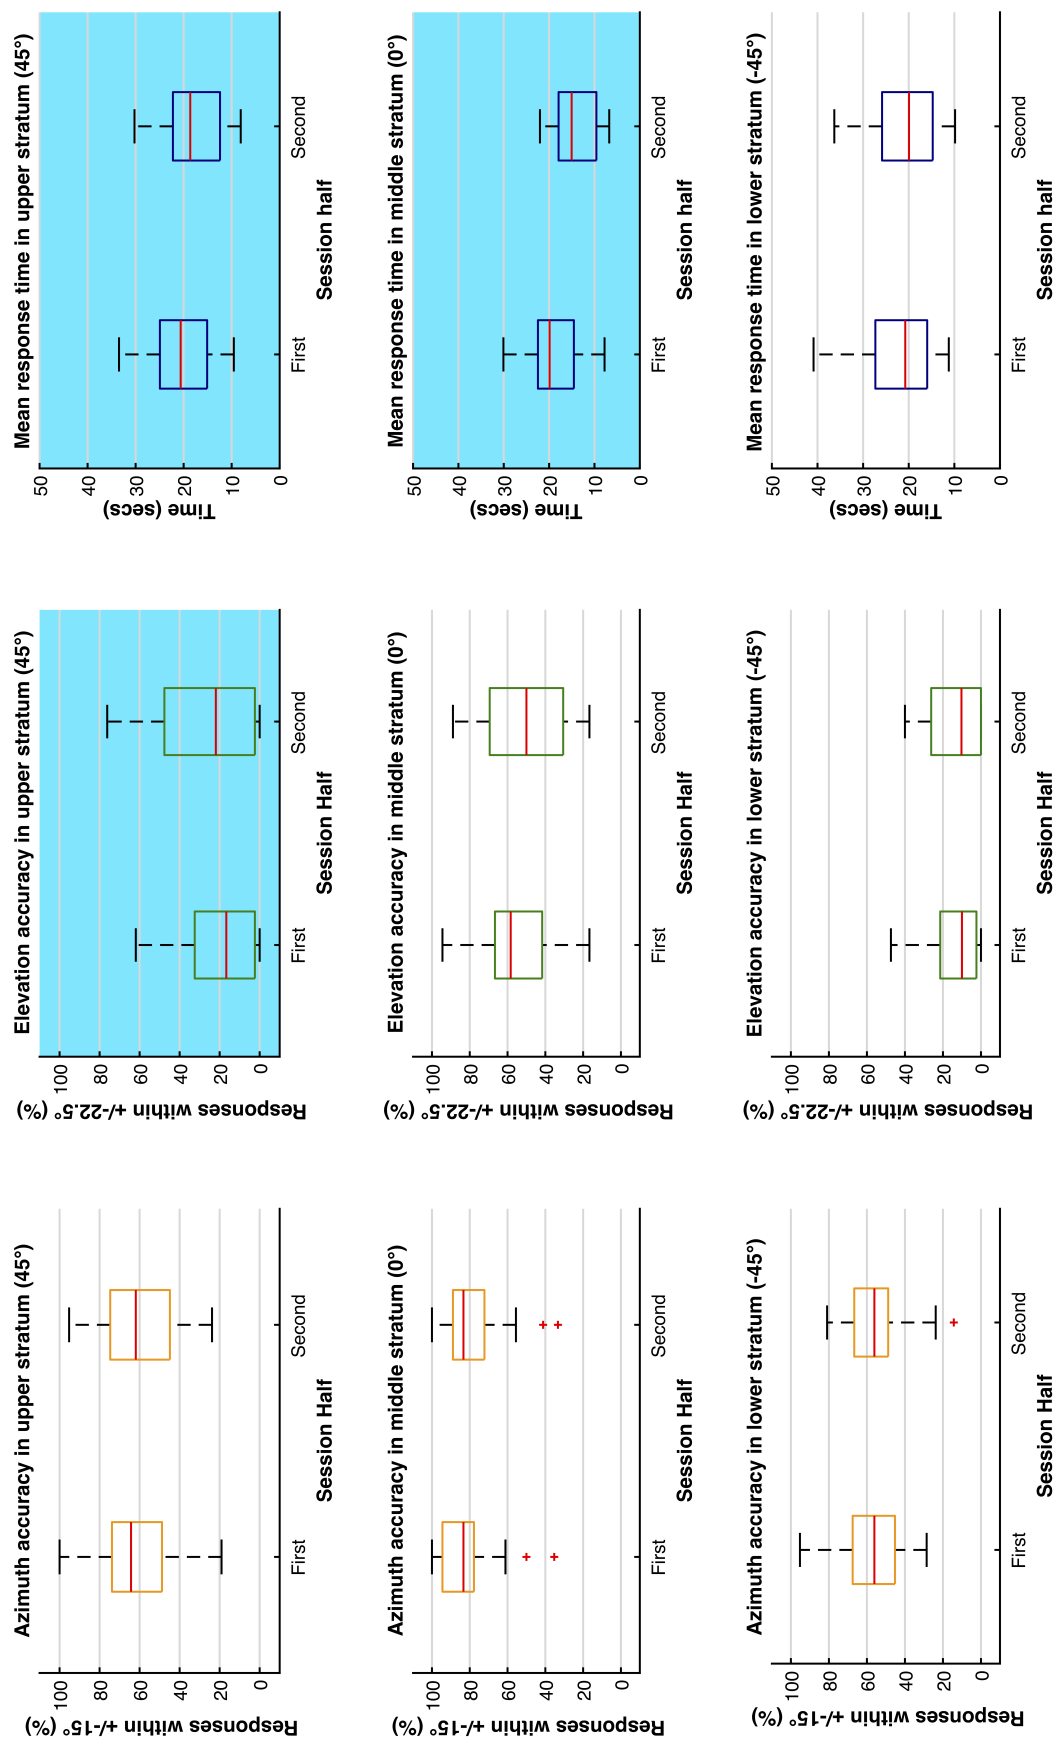 Azimuth accuracy in upper stratum (45°)
Responses within +/-15° (%)
100
80
60
40
20
0
First
Second
Session Half
Elevation accuracy in upper stratum (45°)
Responses within +/-22.5° (%)
100
80
60
40
20
0
First
Second
Session Half
Mean response time in upper stratum (45°)
Time (secs)
50
40
30
20
10
0
First
Second
Session half
Azimuth accuracy in middle stratum (0°)
Responses within +/-15° (%)
100
80
60
40
20
0
First
Second
Session Half
Elevation accuracy in middle stratum (0°)
Responses within +/-22.5° (%)
100
80
60
40
20
0
First
Second
Session Half
Mean response time in middle stratum (0°)
Time (secs)
50
40
30
20
10
0
First
Second
Session half
Azimuth accuracy in lower stratum (-45°)
Responses within +/-15° (%)
100
80
60
40
20
0
First
Second
Session Half
Elevation accuracy in lower stratum (-45°)
Responses within +/-22.5° (%)
100
80
60
40
20
0
First
Second
Session Half
Mean response time in lower stratum (-45°)
Time (secs)
50
40
30
20
10
0
First
Second
Session half